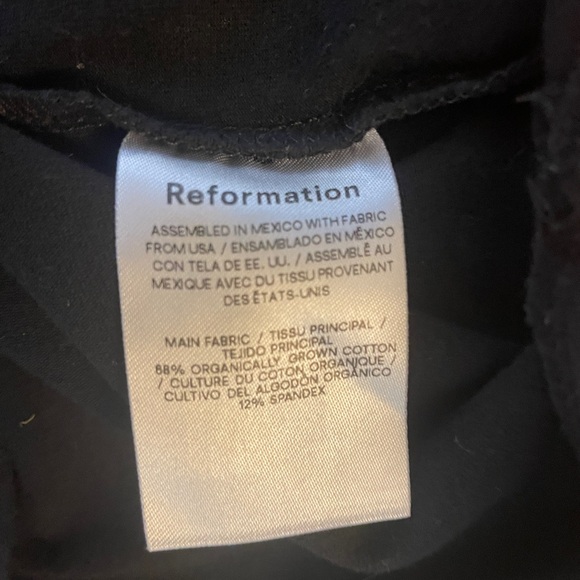 Reformation
ASSEMBLED IN MEXICO WITH FABRIC
FROM USA / ENSAMBLADO EN MÉXICO
CON TELA DE EE. UU. / ASSEMBLÉ AU
MEXIQUE AVEC DU TISSU PROVENANT
DES ÉTATS-UNIS
MAIN FABRIC / TISSU PRINCIPAL /
TEJIDO PRINCIPAL
88% ORGANICALLY GROWN COTTON
/ CULTURE DU COTON ORGANIQUE /
CULTIVO DEL ALGODÓN ORGÁNICO
12% SPANDEX